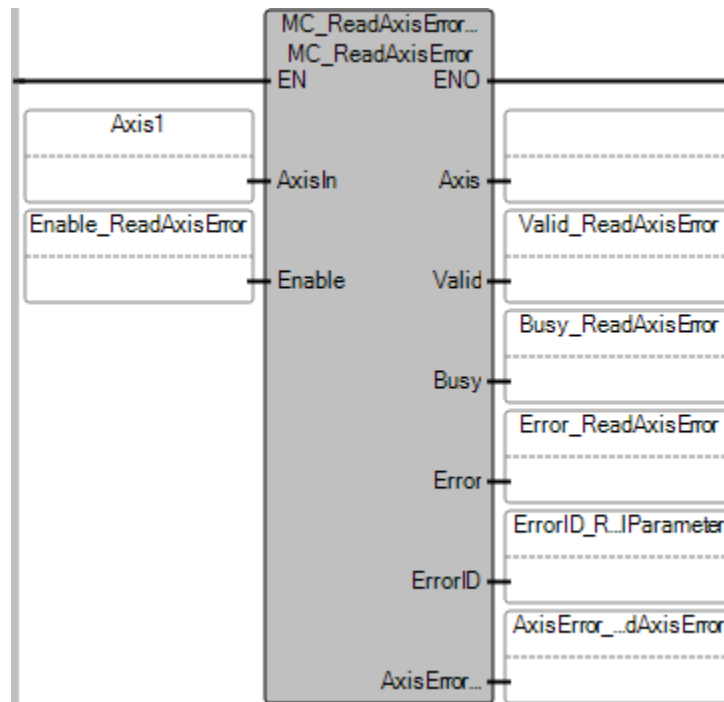 MC_ReadAxisError...
MC_ReadAxisError
EN ENO
Axis1
AxisIn Axis
Enable_ReadAxisError Valid_ReadAxisError
Enable Valid
Busy_ReadAxisError
Busy
Error_ReadAxisError
Error
ErrorID_R...lParameter
ErrorID
AxisError_...dAxisError
AxisError...